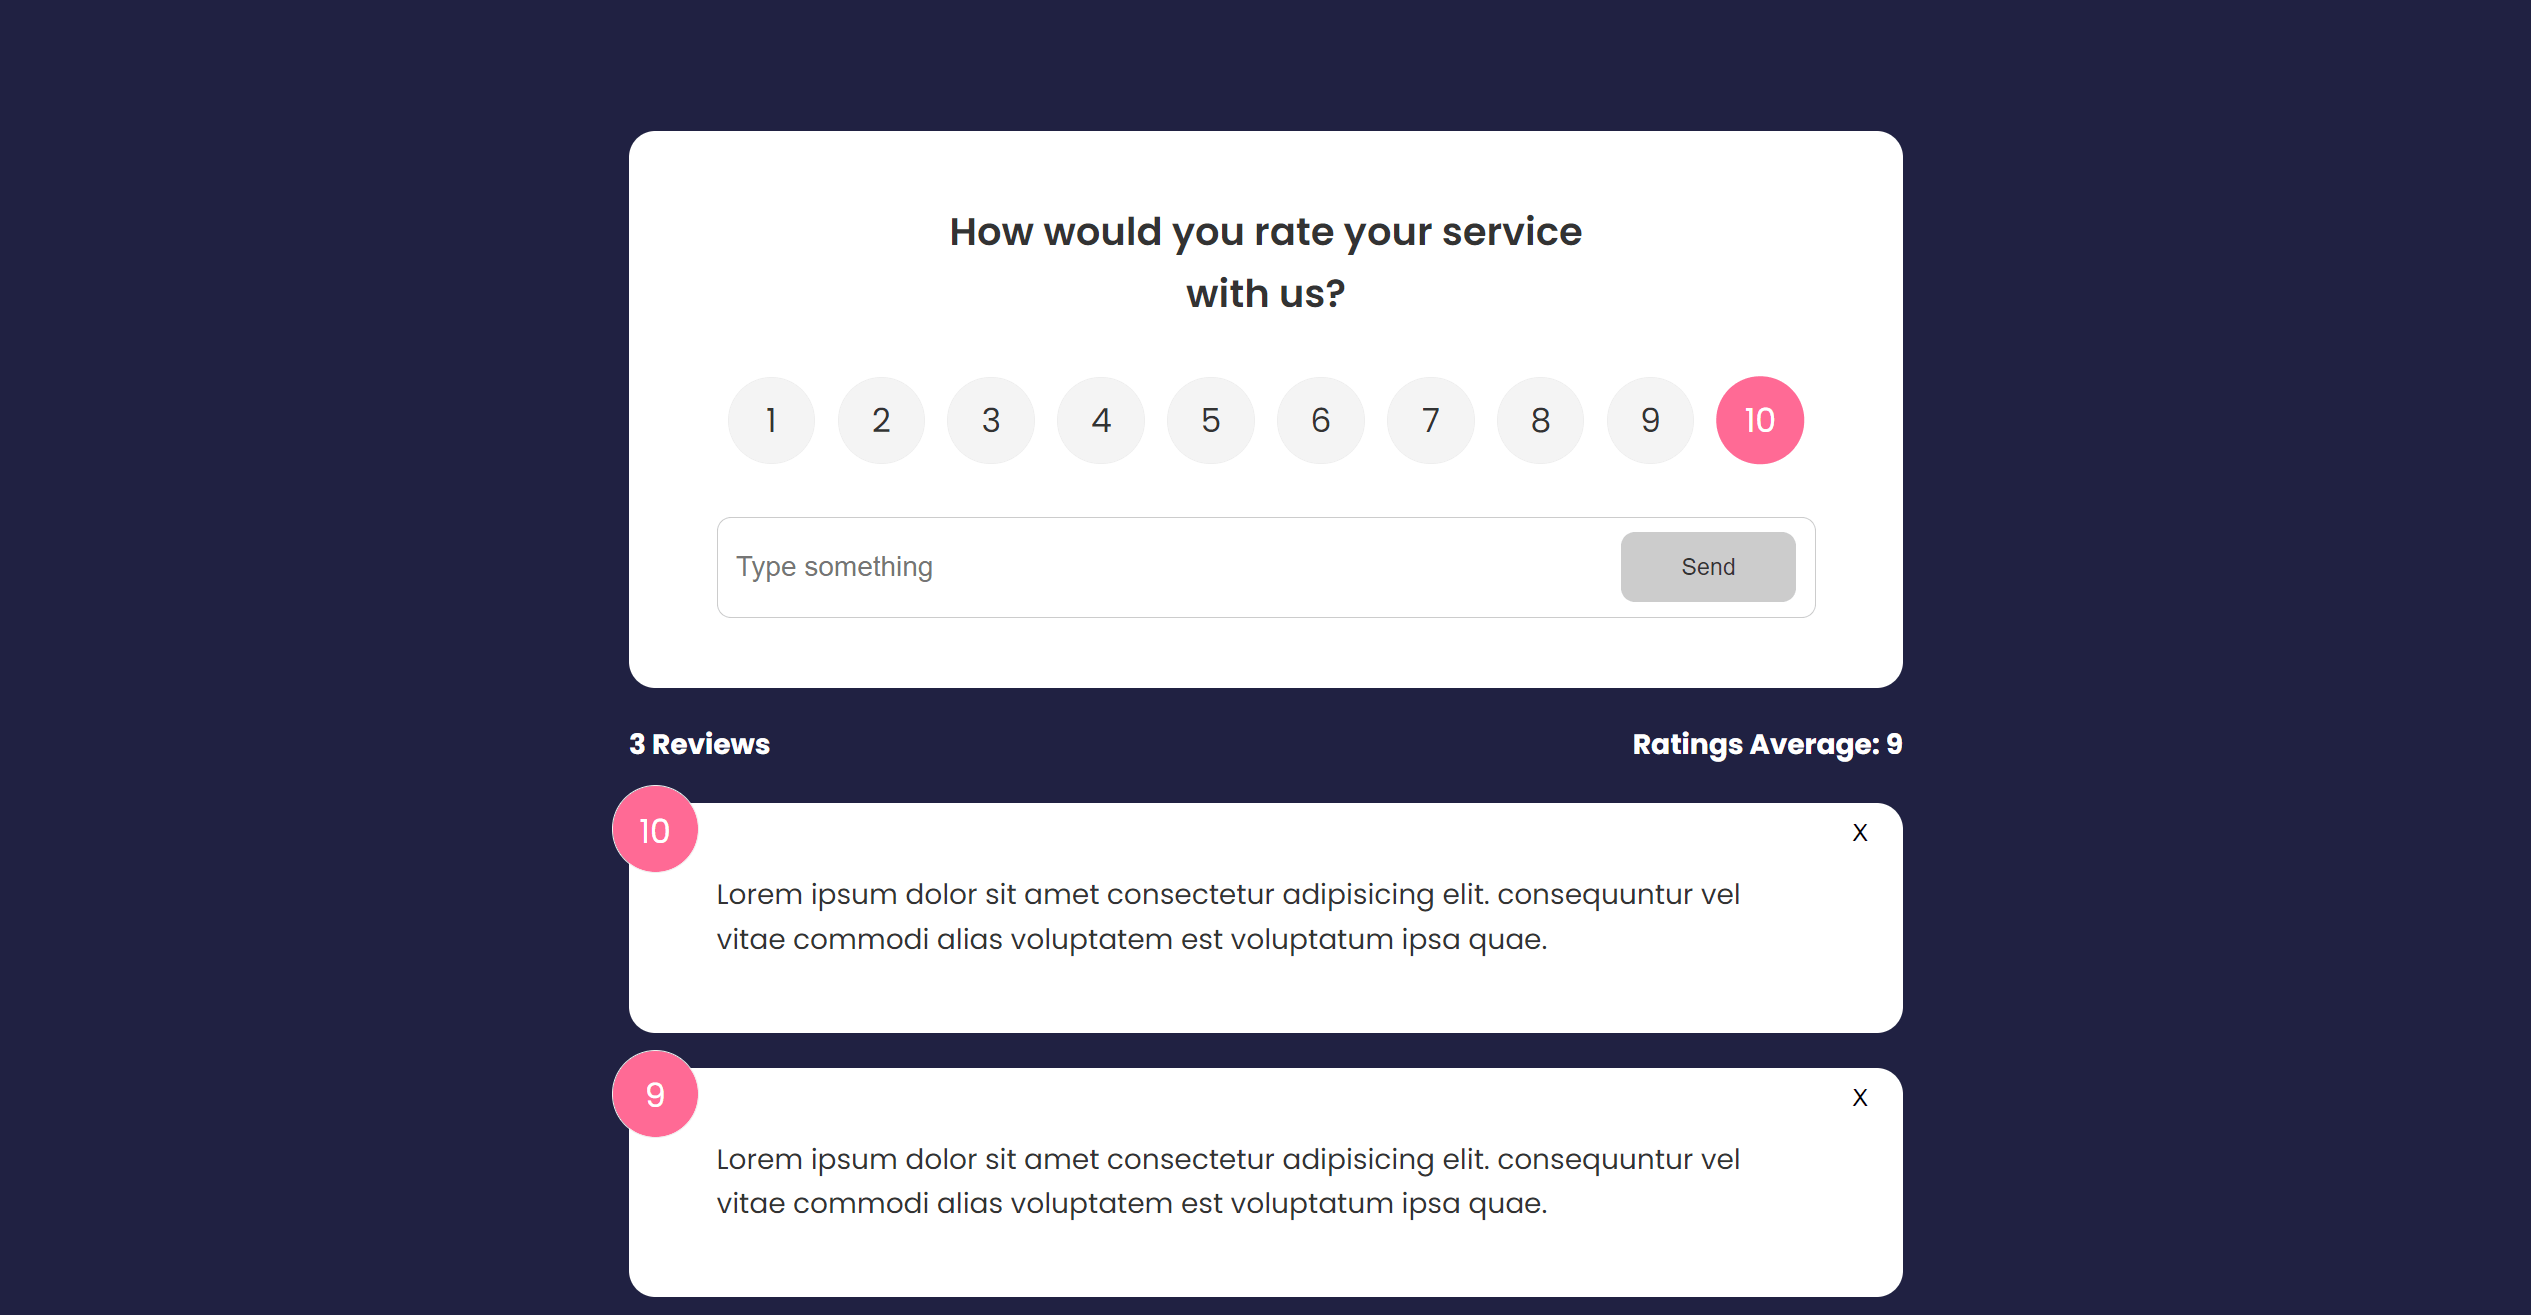 How would you rate your service
with us?
1 2 3 4 5 6 7 8 9 10
Type something
Send
3 Reviews
Ratings Average: 9
10
X
Lorem ipsum dolor sit amet consectetur adipisicing elit. consequuntur vel
vitae commodi alias voluptatem est voluptatum ipsa quae.
9
X
Lorem ipsum dolor sit amet consectetur adipisicing elit. consequuntur vel
vitae commodi alias voluptatem est voluptatum ipsa quae.